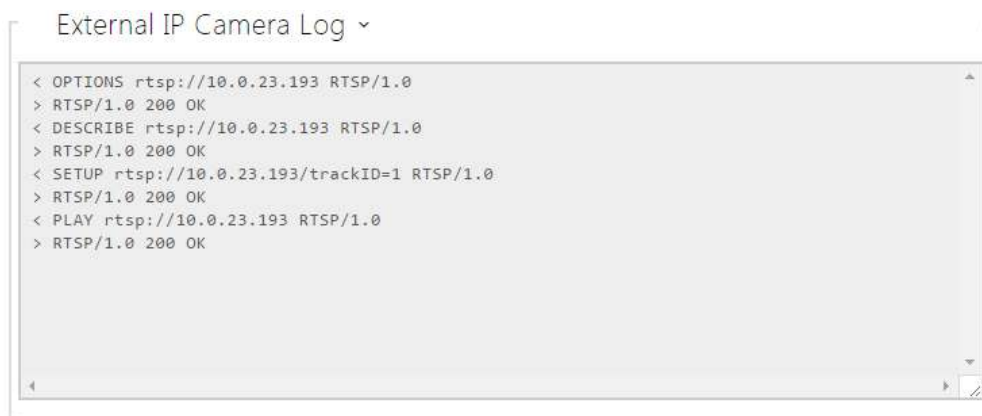 External IP Camera Log
< OPTIONS rtsp://10.0.23.193 RTSP/1.0
> RTSP/1.0 200 OK
< DESCRIBE rtsp://10.0.23.193 RTSP/1.0
> RTSP/1.0 200 OK
< SETUP rtsp://10.0.23.193/trackID=1 RTSP/1.0
> RTSP/1.0 200 OK
< PLAY rtsp://10.0.23.193 RTSP/1.0
> RTSP/1.0 200 OK